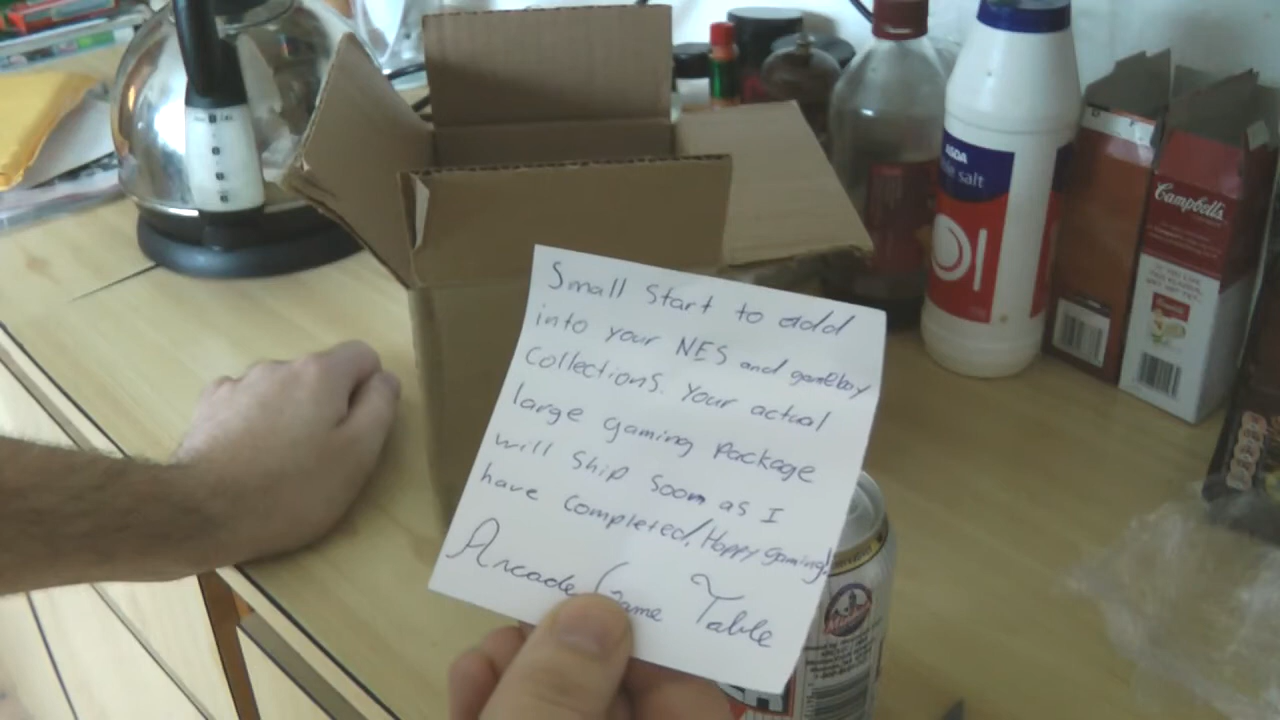 Small Start to add
into your NES and gameboy
Collections. Your actual
large gaming package
will ship soon as I
have completed. Happy gaming!
Arcade Game Table
ASDA
salt
Campbell's